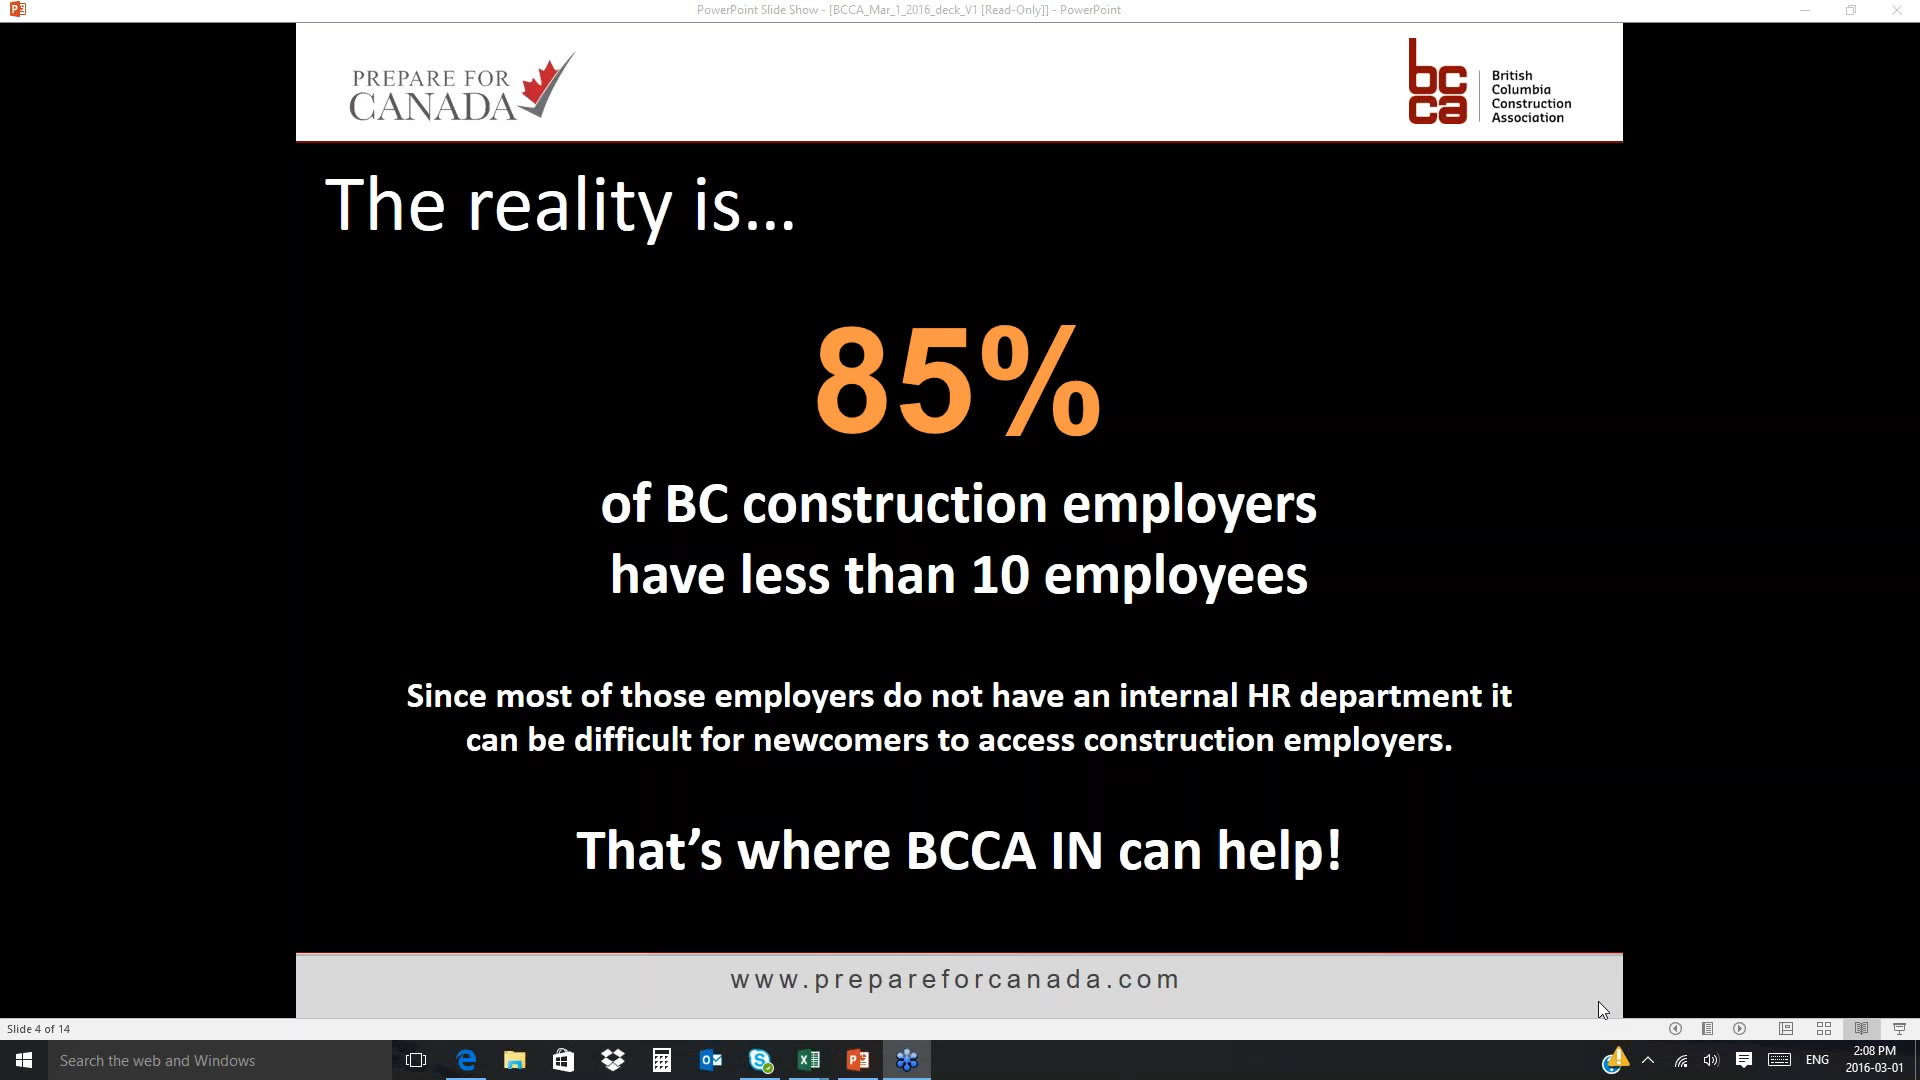 PowerPoint Slide Show - [BCCA_Mar_1_2016_deck_V1 [Read-Only]] - PowerPoint
PREPARE FOR
CANADA
bc
ca
British
Columbia
Construction
Association
The reality is...
85%
of BC construction employers
have less than 10 employees
Since most of those employers do not have an internal HR department it
can be difficult for newcomers to access construction employers.
That’s where BCCA IN can help!
www.prepareforcanada.com
Slide 4 of 14
Search the web and Windows
ENG
2:08 PM
2016-03-01